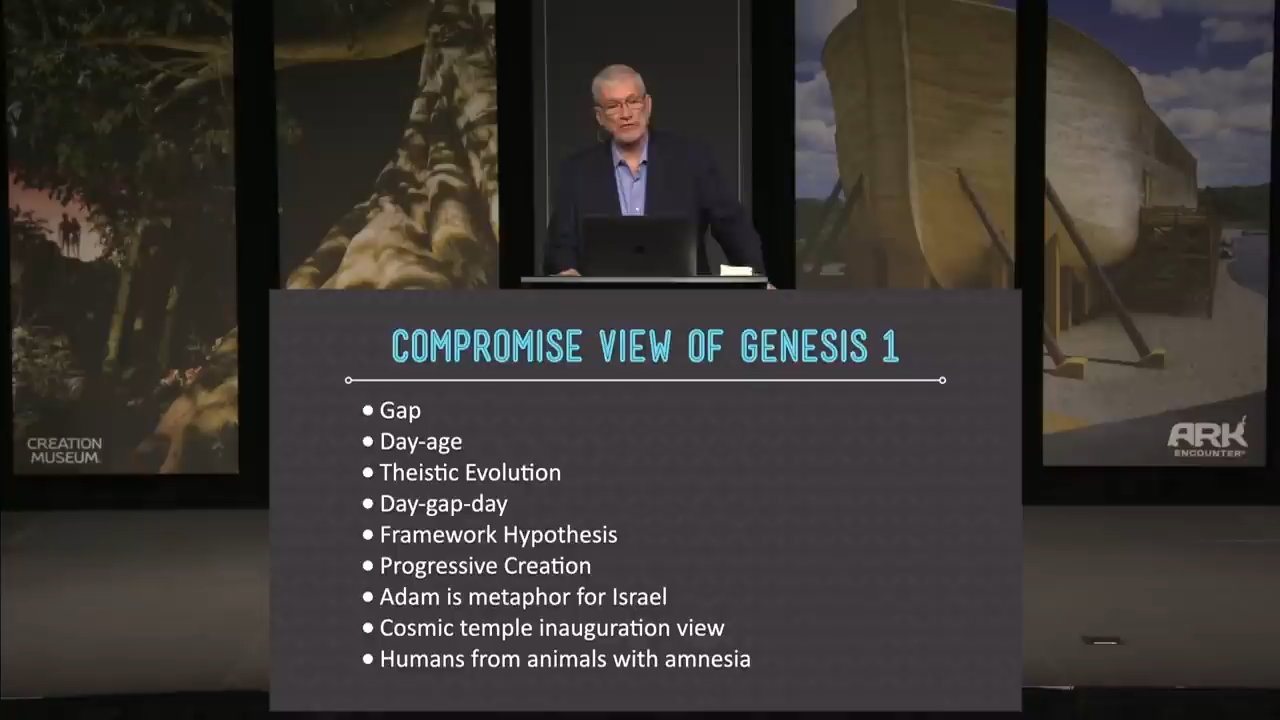 COMPROMISE VIEW OF GENESIS 1
• Gap
• Day-age
• Theistic Evolution
• Day-gap-day
• Framework Hypothesis
• Progressive Creation
• Adam is metaphor for Israel
• Cosmic temple inauguration view
• Humans from animals with amnesia
CREATION
MUSEUM
ARK
ENCOUNTER